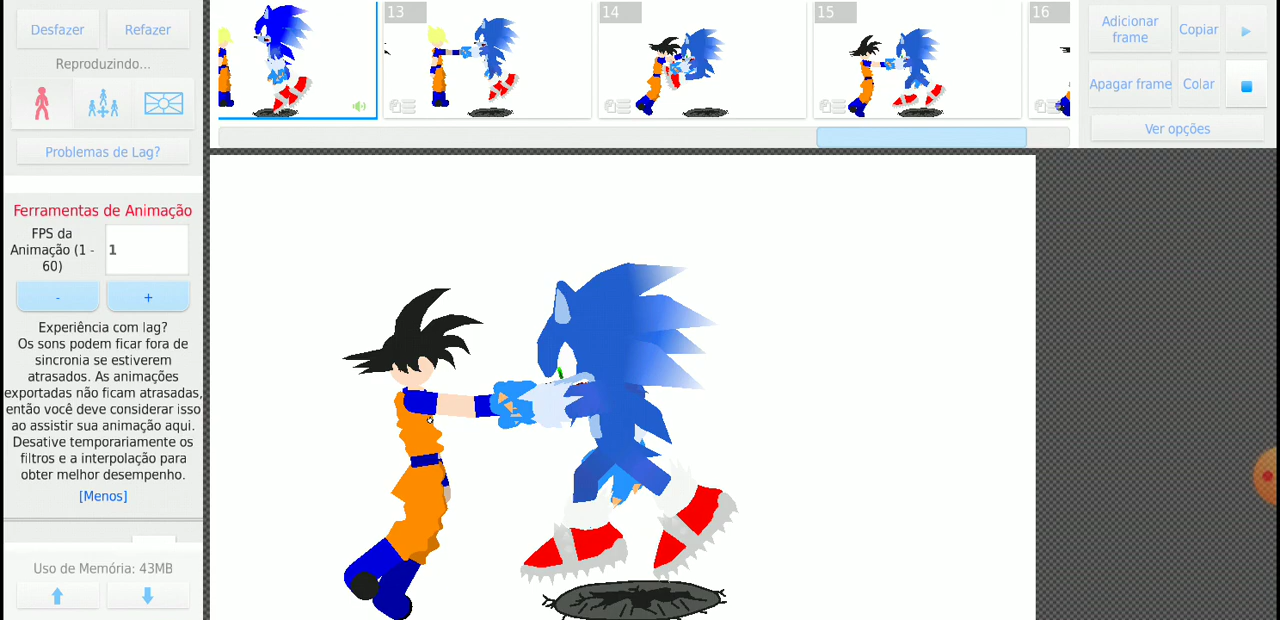 Desfazer
Refazer
Reproduzindo...
Problemas de Lag?
Ferramentas de Animação
FPS da
Animação (1 -
60)
1
-
+
Experiência com lag?
Os sons podem ficar fora de
sincronia se estiverem
atrasados. As animações
exportadas não ficam atrasadas,
então você deve considerar isso
ao assistir sua animação aqui.
Desative temporariamente os
filtros e a interpolação para
obter melhor desempenho.
[Menos]
Uso de Memória: 43MB
13
14
15
16
Adicionar
frame
Copiar
Apagar frame
Colar
Ver opções